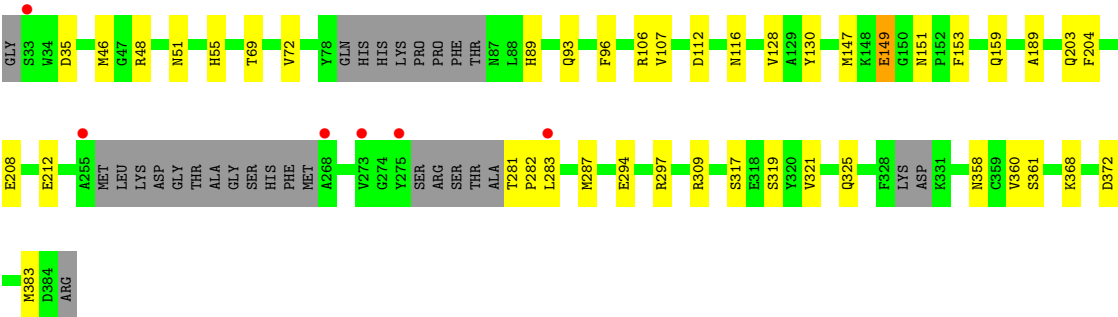 GLY S33 W34 D35 M46 G47 R48 N51 H55 T69 V72 Y78 GLN HIS HIS LYS PRO PRO PHE THR N87 L88 H89 Q93 F96 R106 V107 D112 N116 V128 A129 Y130 M147 K148 E149 G150 N151 P152 F153 Q159 A189 Q203 F204
E208 E212 A255 MET LEU LYS ASP GLY THR ALA GLY SER HIS PHE MET A268 V273 G274 Y275 SER ARG SER THR ALA T281 P282 L283 M287 E294 R297 R309 S317 E318 S319 Y320 V321 Q325 F328 LYS ASP K331 N358 C359 V360 S361 K368 D372
M383 D384 ARG